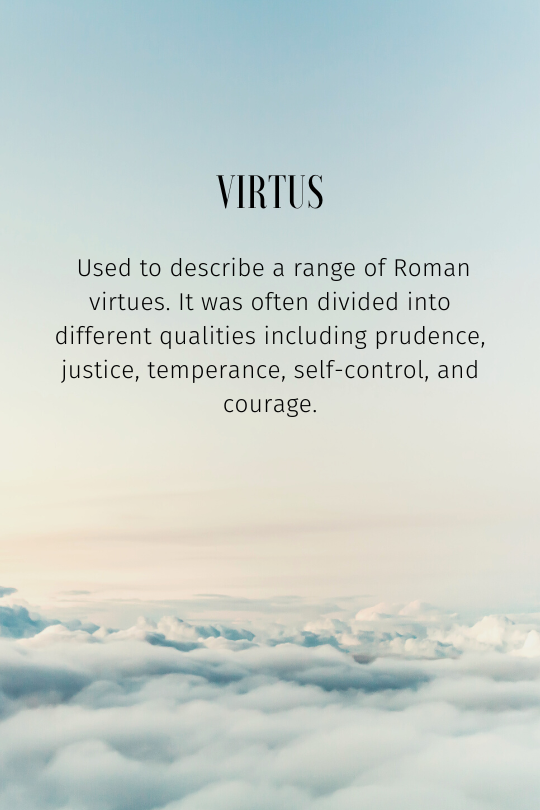 VIRTUS
Used to describe a range of Roman
virtues. It was often divided into
different qualities including prudence,
justice, temperance, self-control, and
courage.